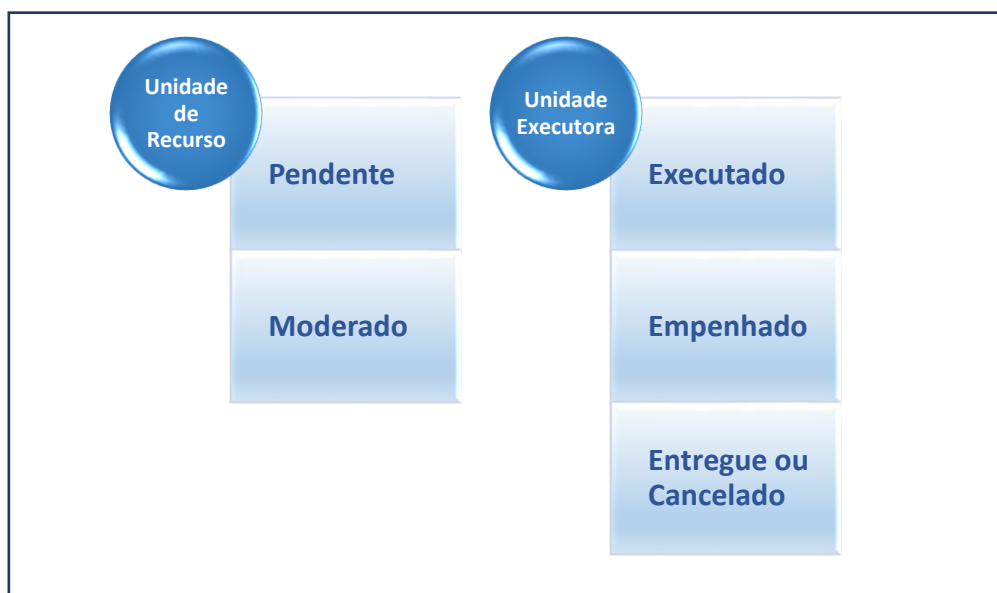 Unidade
de
Recurso
Pendente
Moderado
Unidade
Executora
Executado
Empenhado
Entregue ou
Cancelado